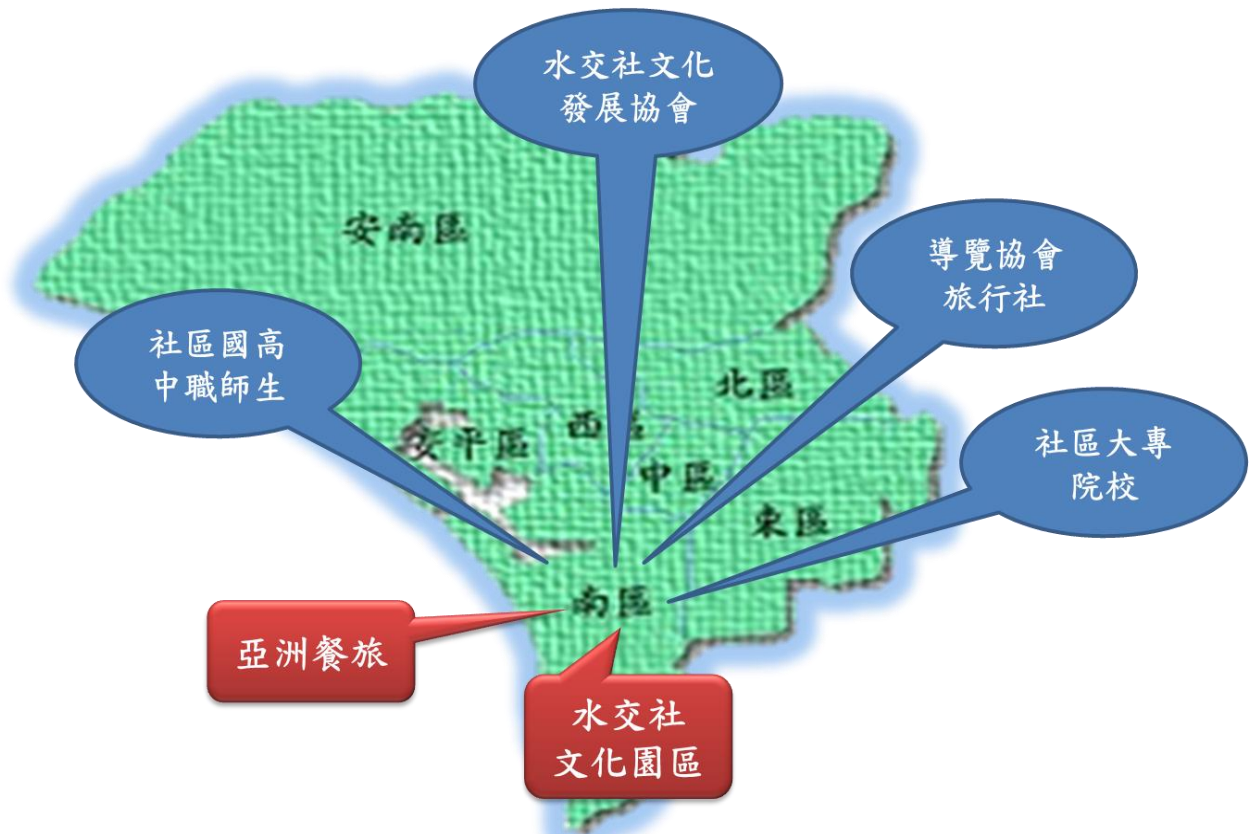 水交社文化
發展協會
安南區
導覽協會
旅行社
社區國高
中職師生
北區
西區
安平區
中區
社區大專
院校
東區
南區
亞洲餐旅
水交社
文化園區